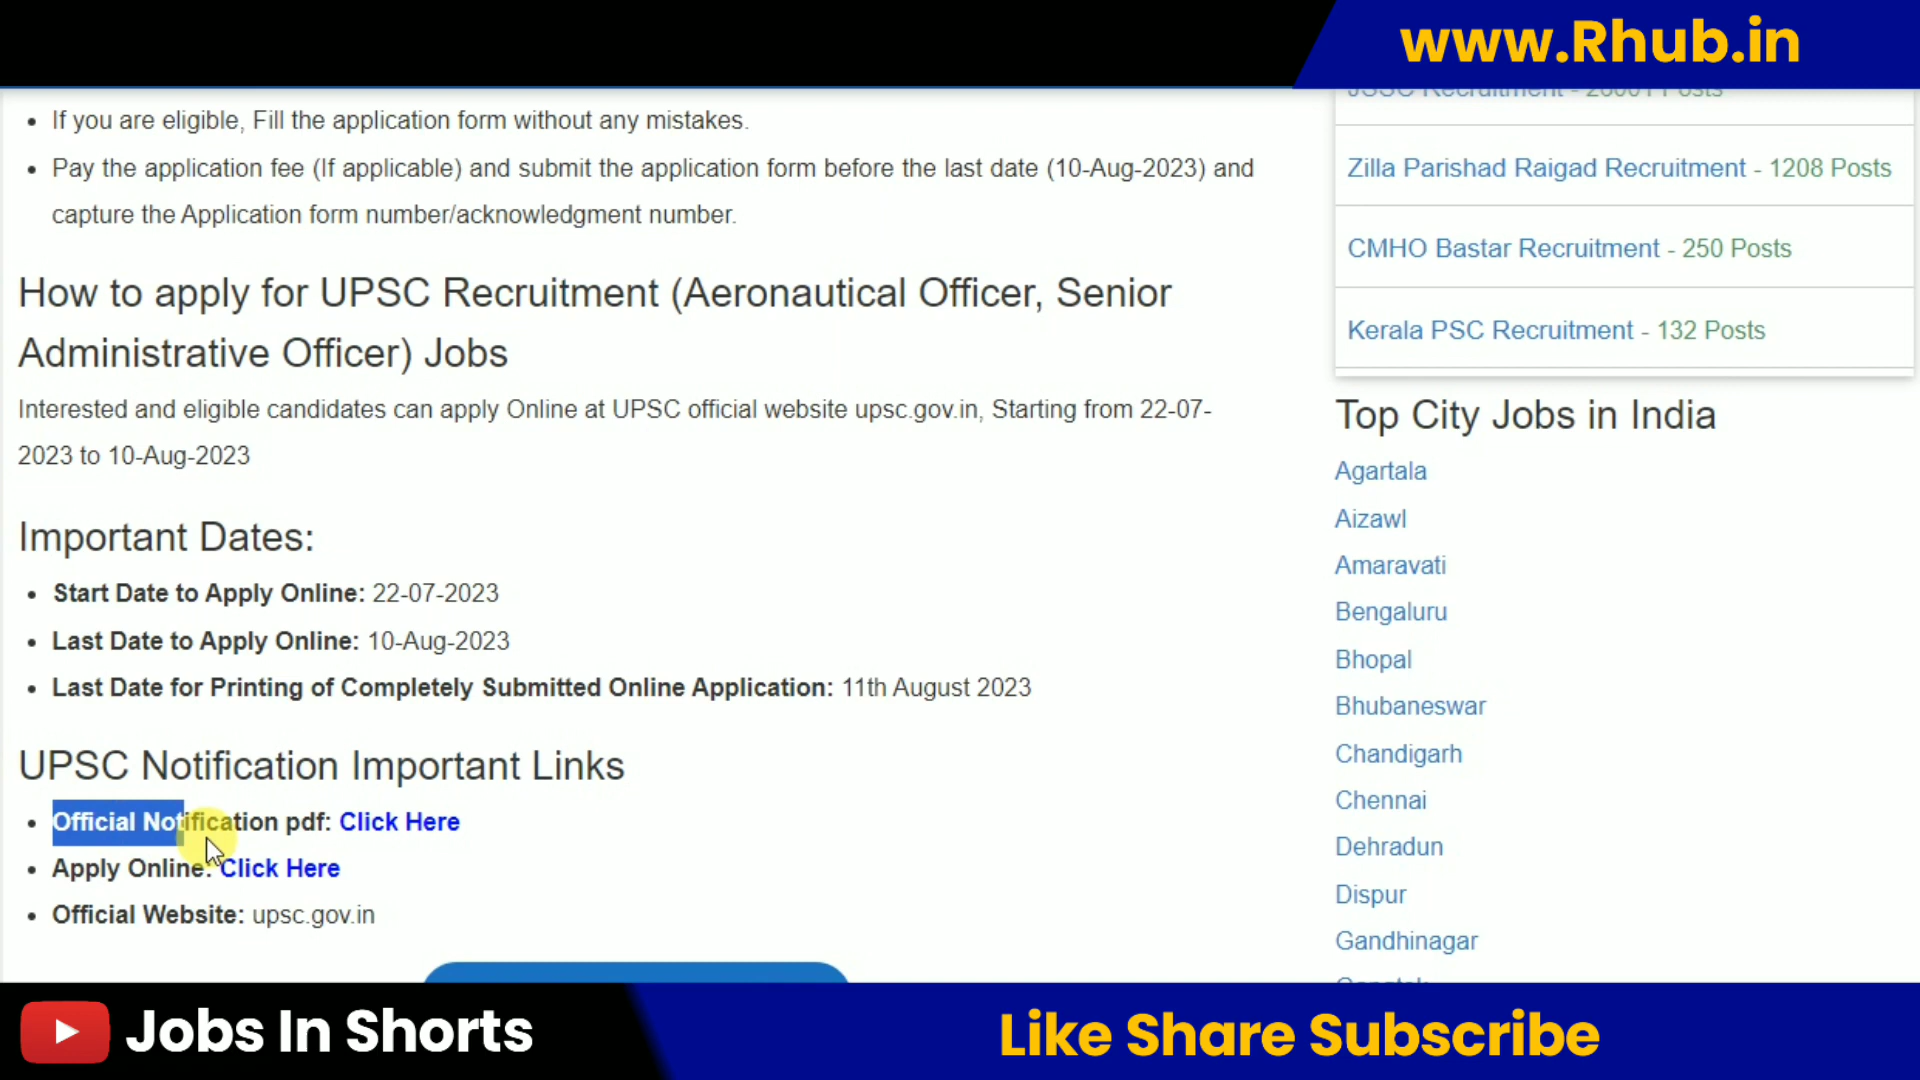 www.Rhub.in
• If you are eligible, Fill the application form without any mistakes.
• Pay the application fee (If applicable) and submit the application form before the last date (10-Aug-2023) and
capture the Application form number/acknowledgment number.
How to apply for UPSC Recruitment (Aeronautical Officer, Senior
Administrative Officer) Jobs
Interested and eligible candidates can apply Online at UPSC official website upsc.gov.in, Starting from 22-07-
2023 to 10-Aug-2023
Important Dates:
• Start Date to Apply Online: 22-07-2023
• Last Date to Apply Online: 10-Aug-2023
• Last Date for Printing of Completely Submitted Online Application: 11th August 2023
UPSC Notification Important Links
• Official Notification pdf: Click Here
• Apply Online: Click Here
• Official Website: upsc.gov.in
Recruitment
Posts
Zilla Parishad Raigad Recruitment - 1208 Posts
CMHO Bastar Recruitment - 250 Posts
Kerala PSC Recruitment - 132 Posts
Top City Jobs in India
Agartala
Aizawl
Amaravati
Bengaluru
Bhopal
Bhubaneswar
Chandigarh
Chennai
Dehradun
Dispur
Gandhinagar
Jobs In Shorts
Like Share Subscribe